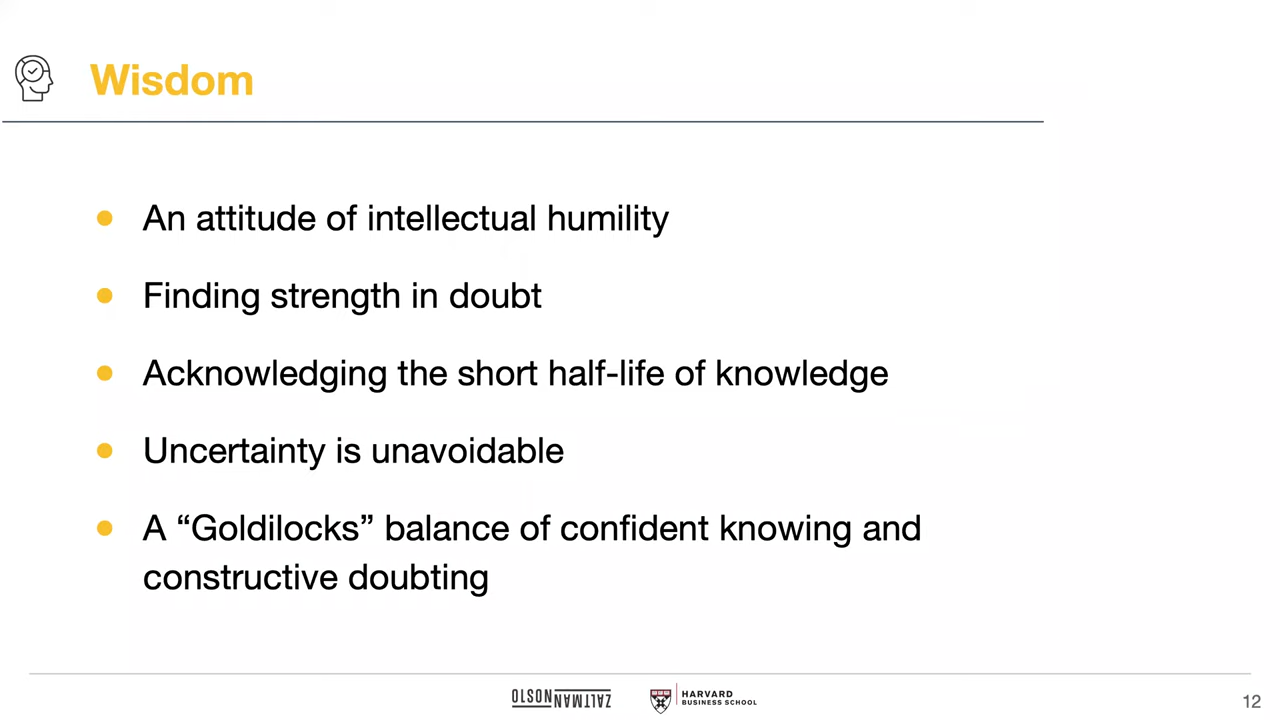 Wisdom
• An attitude of intellectual humility
• Finding strength in doubt
• Acknowledging the short half-life of knowledge
• Uncertainty is unavoidable
• A “Goldilocks” balance of confident knowing and
constructive doubting
OLSON ZALTMAN
HARVARD
BUSINESS SCHOOL
12